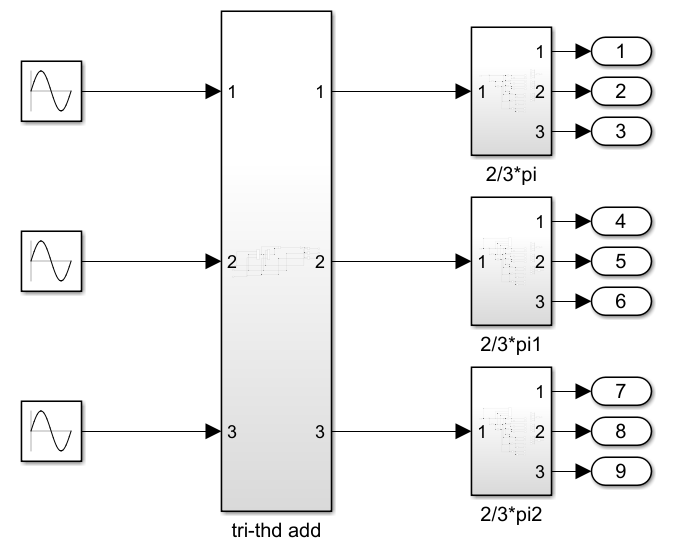 1 1 1 1 1
2 2
3 3
2/3*pi
2 2 1 1 4
2 5
3 6
2/3*pi1
3 3 1 1 7
2 8
3 9
2/3*pi2
tri-thd add